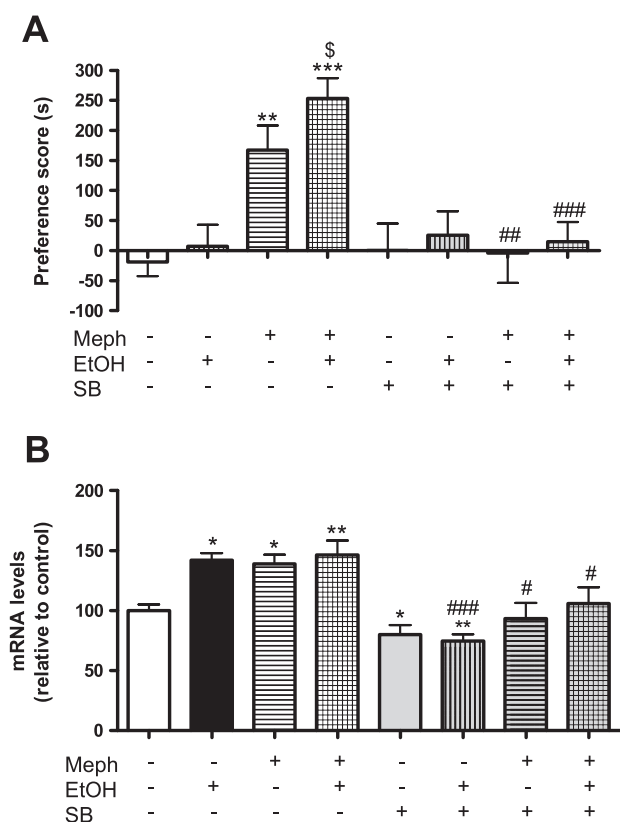 A
$
***
**
##
###
Preference score (s)
300
250
200
150
100
50
0
-50
-100
Meph - - + + - - + +
EtOH - + - + - + - +
SB - - - - + + + +
B
mRNA levels
(relative to control)
200
150
100
50
0
*
*
**
*
###
**
#
#
Meph - - + + - - + +
EtOH - + - + - + - +
SB - - - - + + + +